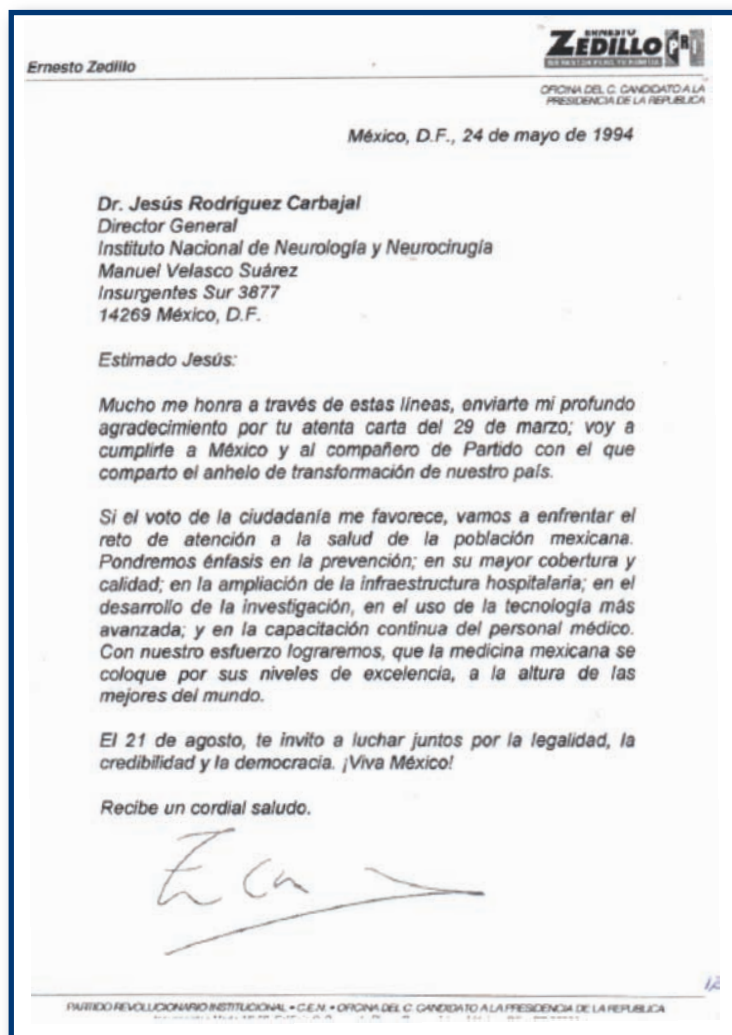 Ernesto Zedillo
ERNESTO
ZEDILLO PRI
OFICINA DEL C. CANDIDATO A LA
PRESIDENCIA DE LA REPUBLICA
México, D.F., 24 de mayo de 1994
Dr. Jesús Rodríguez Carbajal
Director General
Instituto Nacional de Neurología y Neurocirugía
Manuel Velasco Suárez
Insurgentes Sur 3877
14269 México, D.F.
Estimado Jesús:
Mucho me honra a través de estas líneas, enviarte mi profundo
agradecimiento por tu atenta carta del 29 de marzo; voy a
cumplirle a México y al compañero de Partido con el que
comparto el anhelo de transformación de nuestro país.
Si el voto de la ciudadanía me favorece, vamos a enfrentar el
reto de atención a la salud de la población mexicana.
Pondremos énfasis en la prevención; en su mayor cobertura y
calidad; en la ampliación de la infraestructura hospitalaria; en el
desarrollo de la investigación, en el uso de la tecnología más
avanzada; y en la capacitación continua del personal médico.
Con nuestro esfuerzo lograremos, que la medicina mexicana se
coloque por sus niveles de excelencia, a la altura de las
mejores del mundo.
El 21 de agosto, te invito a luchar juntos por la legalidad, la
credibilidad y la democracia. ¡Viva México!
Recibe un cordial saludo.
PARTIDO REVOLUCIONARIO INSTITUCIONAL • C.E.N. • OFICINA DEL C. CANDIDATO A LA PRESIDENCIA DE LA REPUBLICA